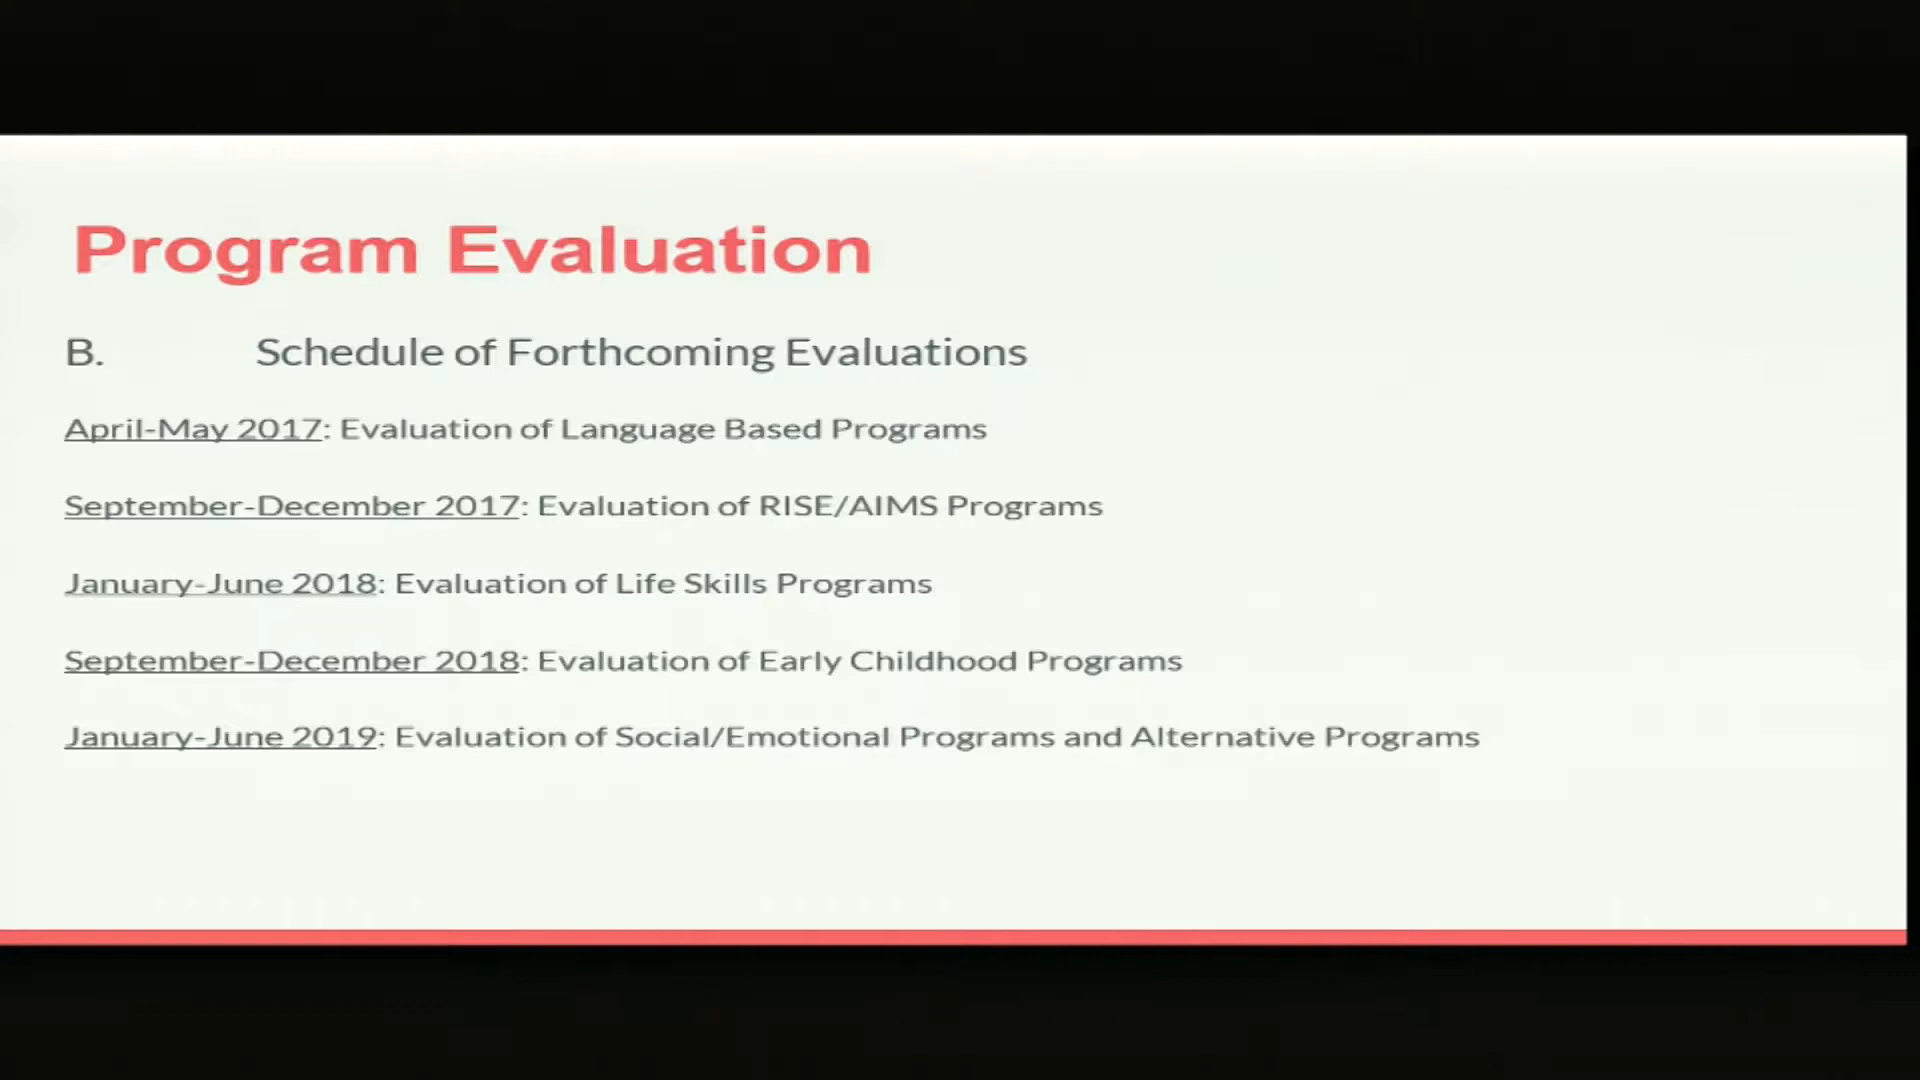 Program Evaluation
B. Schedule of Forthcoming Evaluations
April-May 2017: Evaluation of Language Based Programs
September-December 2017: Evaluation of RISE/AIMS Programs
January-June 2018: Evaluation of Life Skills Programs
September-December 2018: Evaluation of Early Childhood Programs
January-June 2019: Evaluation of Social/Emotional Programs and Alternative Programs